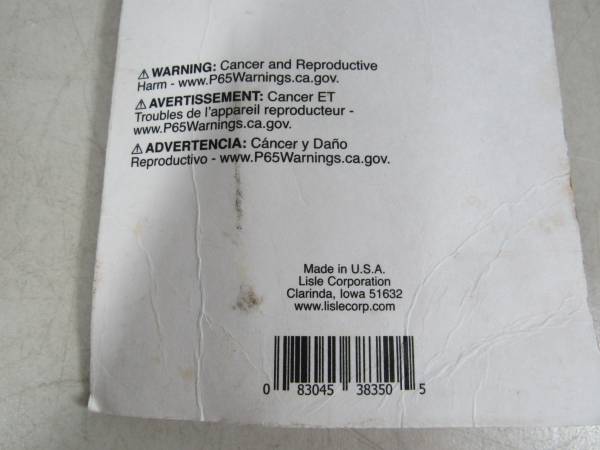 ⚠ WARNING: Cancer and Reproductive
Harm - www.P65Warnings.ca.gov.
⚠ AVERTISSEMENT: Cancer ET
Troubles de l'appareil reproducteur -
www.P65Warnings.ca.gov.
⚠ ADVERTENCIA: Cáncer y Daño
Reproductivo - www.P65Warnings.ca.gov.
Made in U.S.A.
Lisle Corporation
Clarinda, Iowa 51632
www.lislecorp.com
0 83045 38350 5